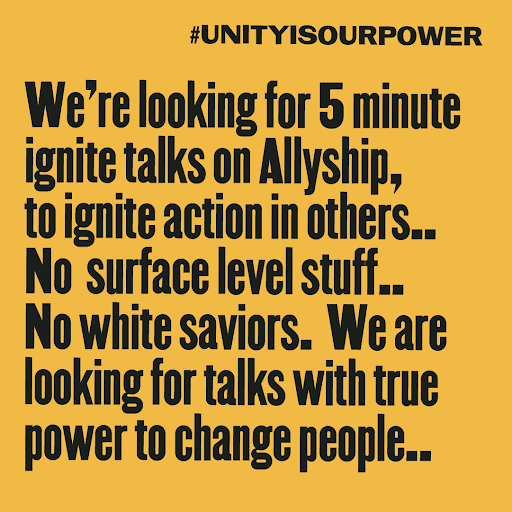 #UNITYISOURPOWER
We're looking for 5 minute
ignite talks on Allyship,
to ignite action in others..
No surface level stuff..
No white saviors. We are
looking for talks with true
power to change people..